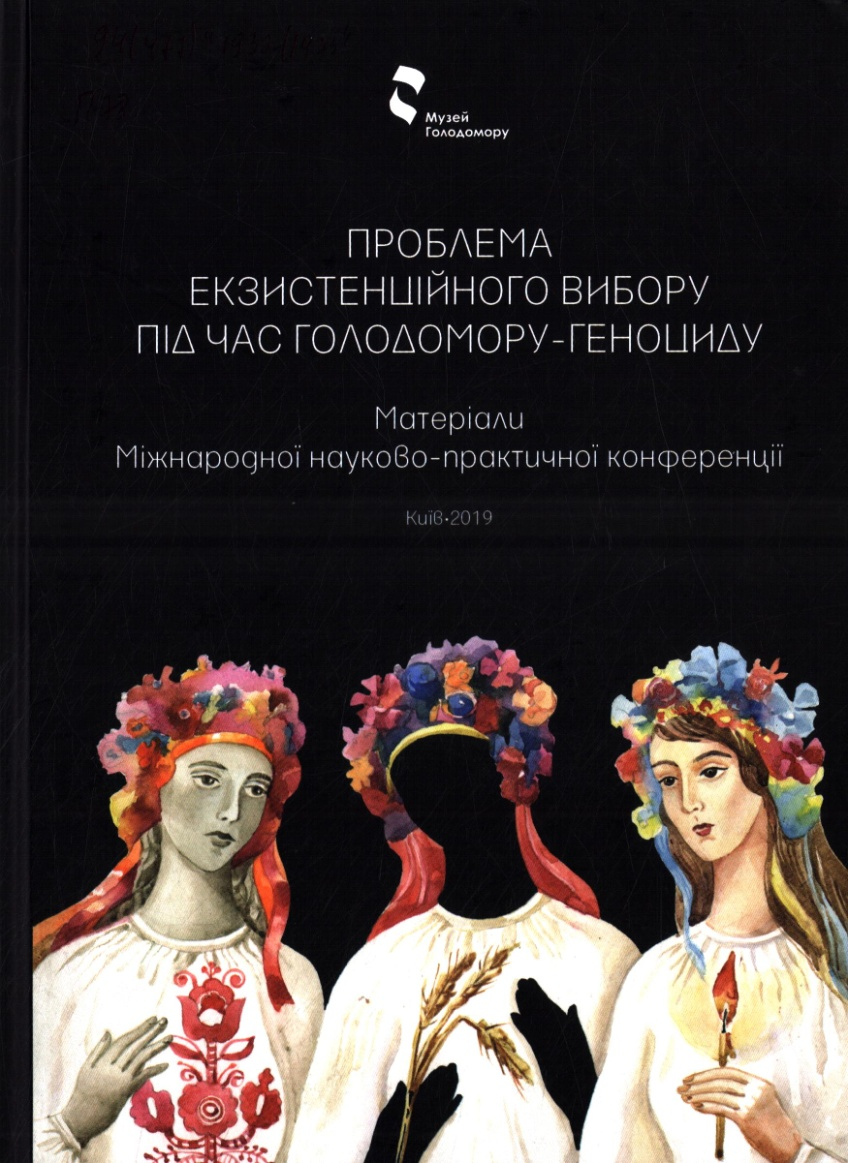 Музей
Голодомору
ПРОБЛЕМА
ЕКЗИСТЕНЦІЙНОГО ВИБОРУ
ПІД ЧАС ГОЛОДОМОРУ-ГЕНОЦИДУ
Матеріали
Міжнародної науково-практичної конференції
Київ·2019